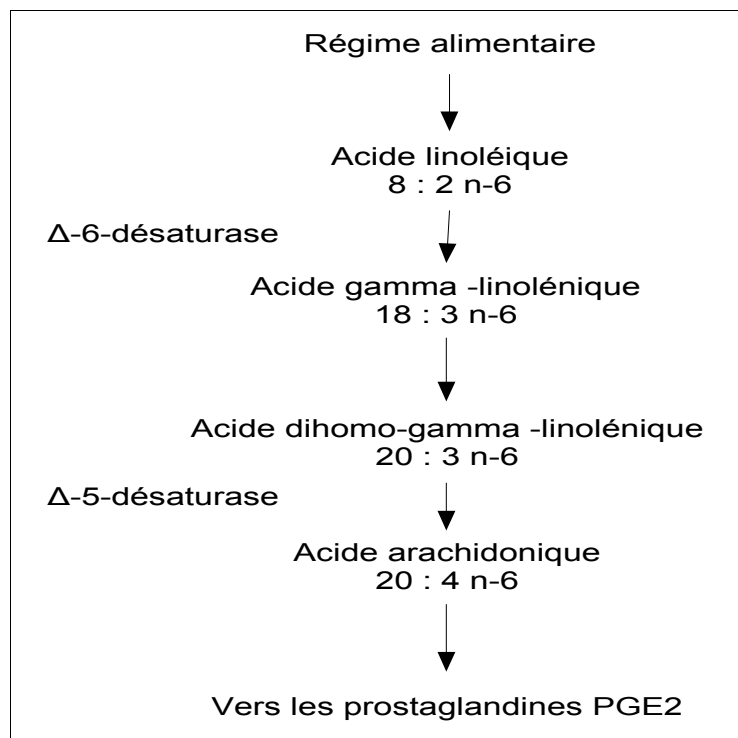 Régime alimentaire
Acide linoléique
8 : 2 n-6
Δ-6-désaturase
Acide gamma -linolénique
18 : 3 n-6
Acide dihomo-gamma -linolénique
20 : 3 n-6
Δ-5-désaturase
Acide arachidonique
20 : 4 n-6
Vers les prostaglandines PGE2